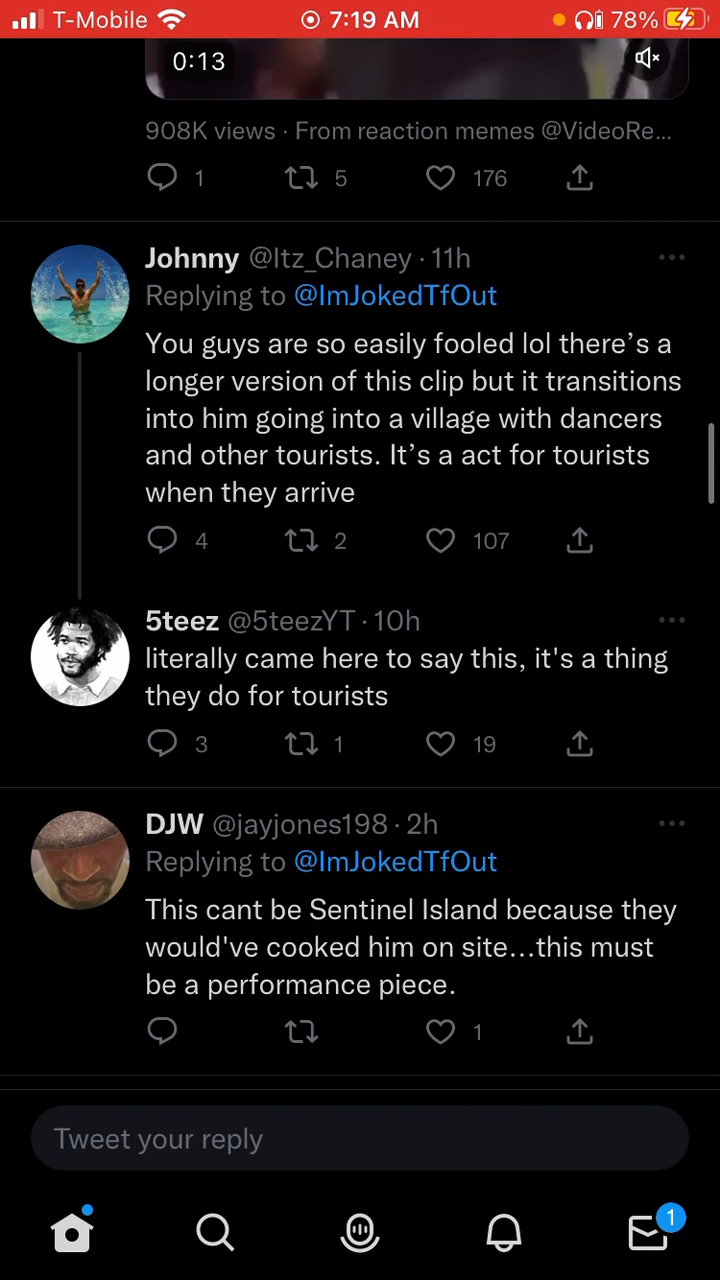 T-Mobile 7:19 AM 78%
0:13
908K views · From reaction memes @VideoRe...
1 5 176
Johnny @Itz_Chaney · 11h
Replying to @ImJokedTfOut
You guys are so easily fooled lol there's a
longer version of this clip but it transitions
into him going into a village with dancers
and other tourists. It's a act for tourists
when they arrive
4 2 107
5teez @5teezYT · 10h
literally came here to say this, it's a thing
they do for tourists
3 1 19
DJW @jayjones198 · 2h
Replying to @ImJokedTfOut
This cant be Sentinel Island because they
would've cooked him on site...this must
be a performance piece.
1
Tweet your reply
1